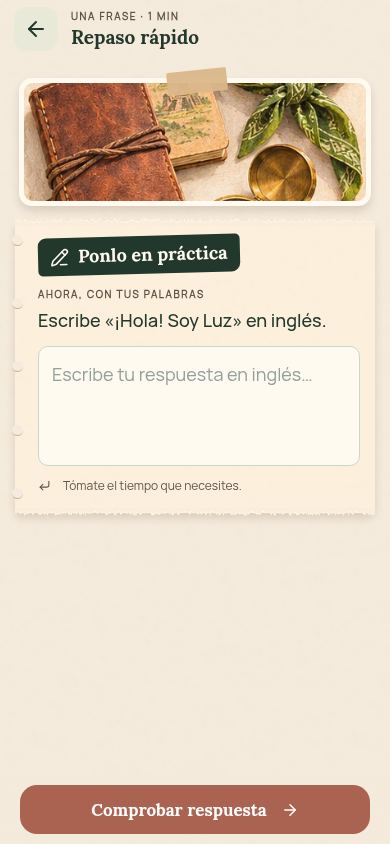 UNA FRASE · 1 MIN
Repaso rápido
Ponlo en práctica
AHORA, CON TUS PALABRAS
Escribe «¡Hola! Soy Luz» en inglés.
Escribe tu respuesta en inglés...
Tómate el tiempo que necesites.
Comprobar respuesta